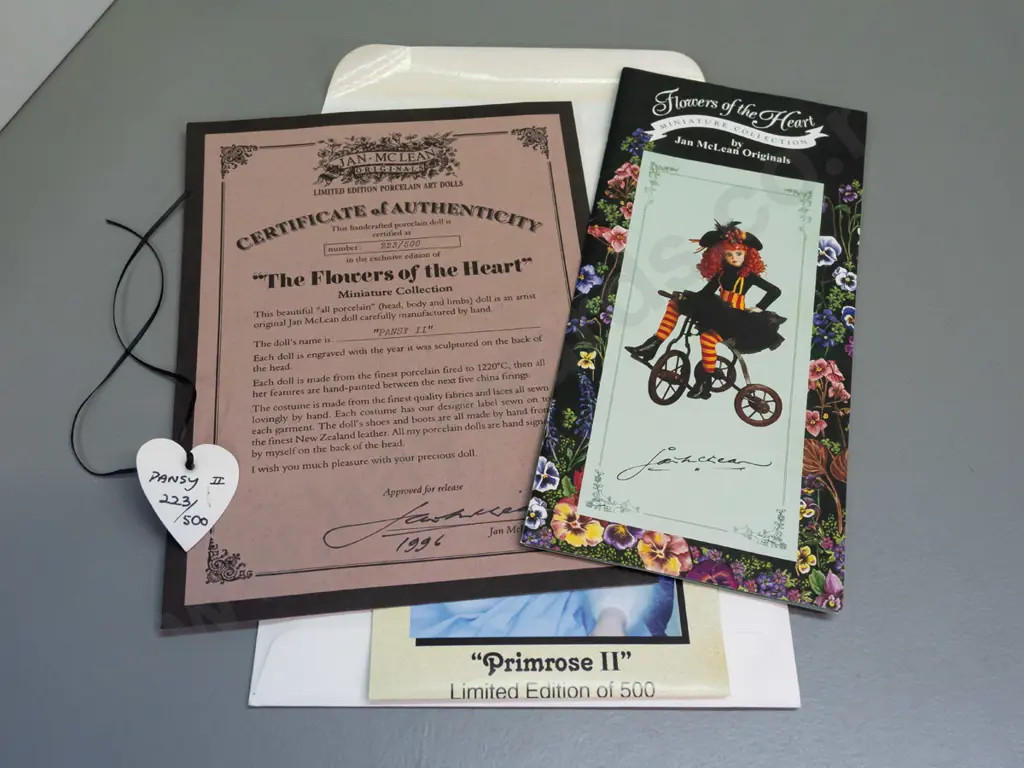 JAN·McLEAN
ORIGINALS
LIMITED EDITION PORCELAIN ART DOLLS
CERTIFICATE of AUTHENTICITY
This handcrafted porcelain doll is
certified as
number: 223/500
in the exclusive edition of
"The Flowers of the Heart"
Miniature Collection
This beautiful "all porcelain" (head, body and limbs) doll is an artist
original Jan McLean doll carefully manufactured by hand.
The doll's name is "PANSY II"
Each doll is engraved with the year it was sculptured on the back of
her head.
Each doll is made from the finest porcelain fired to 1220°C, then all
her features are hand-painted between the next five china firings.
The costume is made from the finest quality fabrics and laces all sewn
lovingly by hand. Each costume has our designer label sewn on to
each garment. The doll's shoes and boots are all made by hand from
the finest New Zealand leather. All my porcelain dolls are hand sign
by myself on the back of the head.
I wish you much pleasure with your precious doll.
Approved for release
Jan Mc
1996
PANSY II
223/
500
Flowers of the Heart
MINIATURE COLLECTION
by
Jan McLean Originals
"Primrose II"
Limited Edition of 500